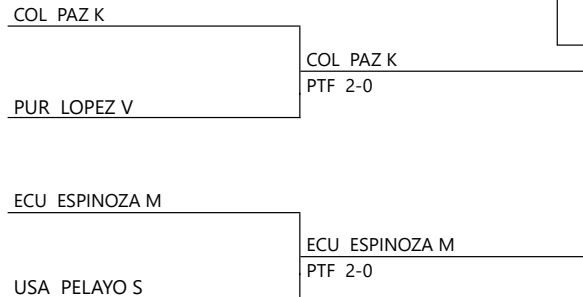 COL PAZ K
COL PAZ K
PTF 2-0
PUR LOPEZ V
ECU ESPINOZA M
ECU ESPINOZA M
PTF 2-0
USA PELAYO S